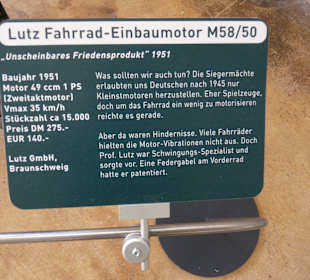 Lutz Fahrrad-Einbaumotor M58/50
„Unscheinbares Friedensprodukt" 1951
Baujahr 1951
Motor 49 ccm 1 PS
(Zweitaktmotor)
Vmax 35 km/h
Stückzahl ca 15.000
Preis DM 275.-
EUR 140.-
Lutz GmbH,
Braunschweig
Was sollten wir auch tun? Die Siegermächte
erlaubten uns Deutschen nach 1945 nur
Kleinstmotoren herzustellen. Eher Spielzeuge,
doch um das Fahrrad ein wenig zu motorisieren
reichte es gerade.
Aber da waren Hindernisse. Viele Fahrräder
hielten die Motor-Vibrationen nicht aus. Doch
Prof. Lutz war Schwingungs-Spezialist und
sorgte vor. Eine Federgabel am Vorderrad
hatte er patentiert.